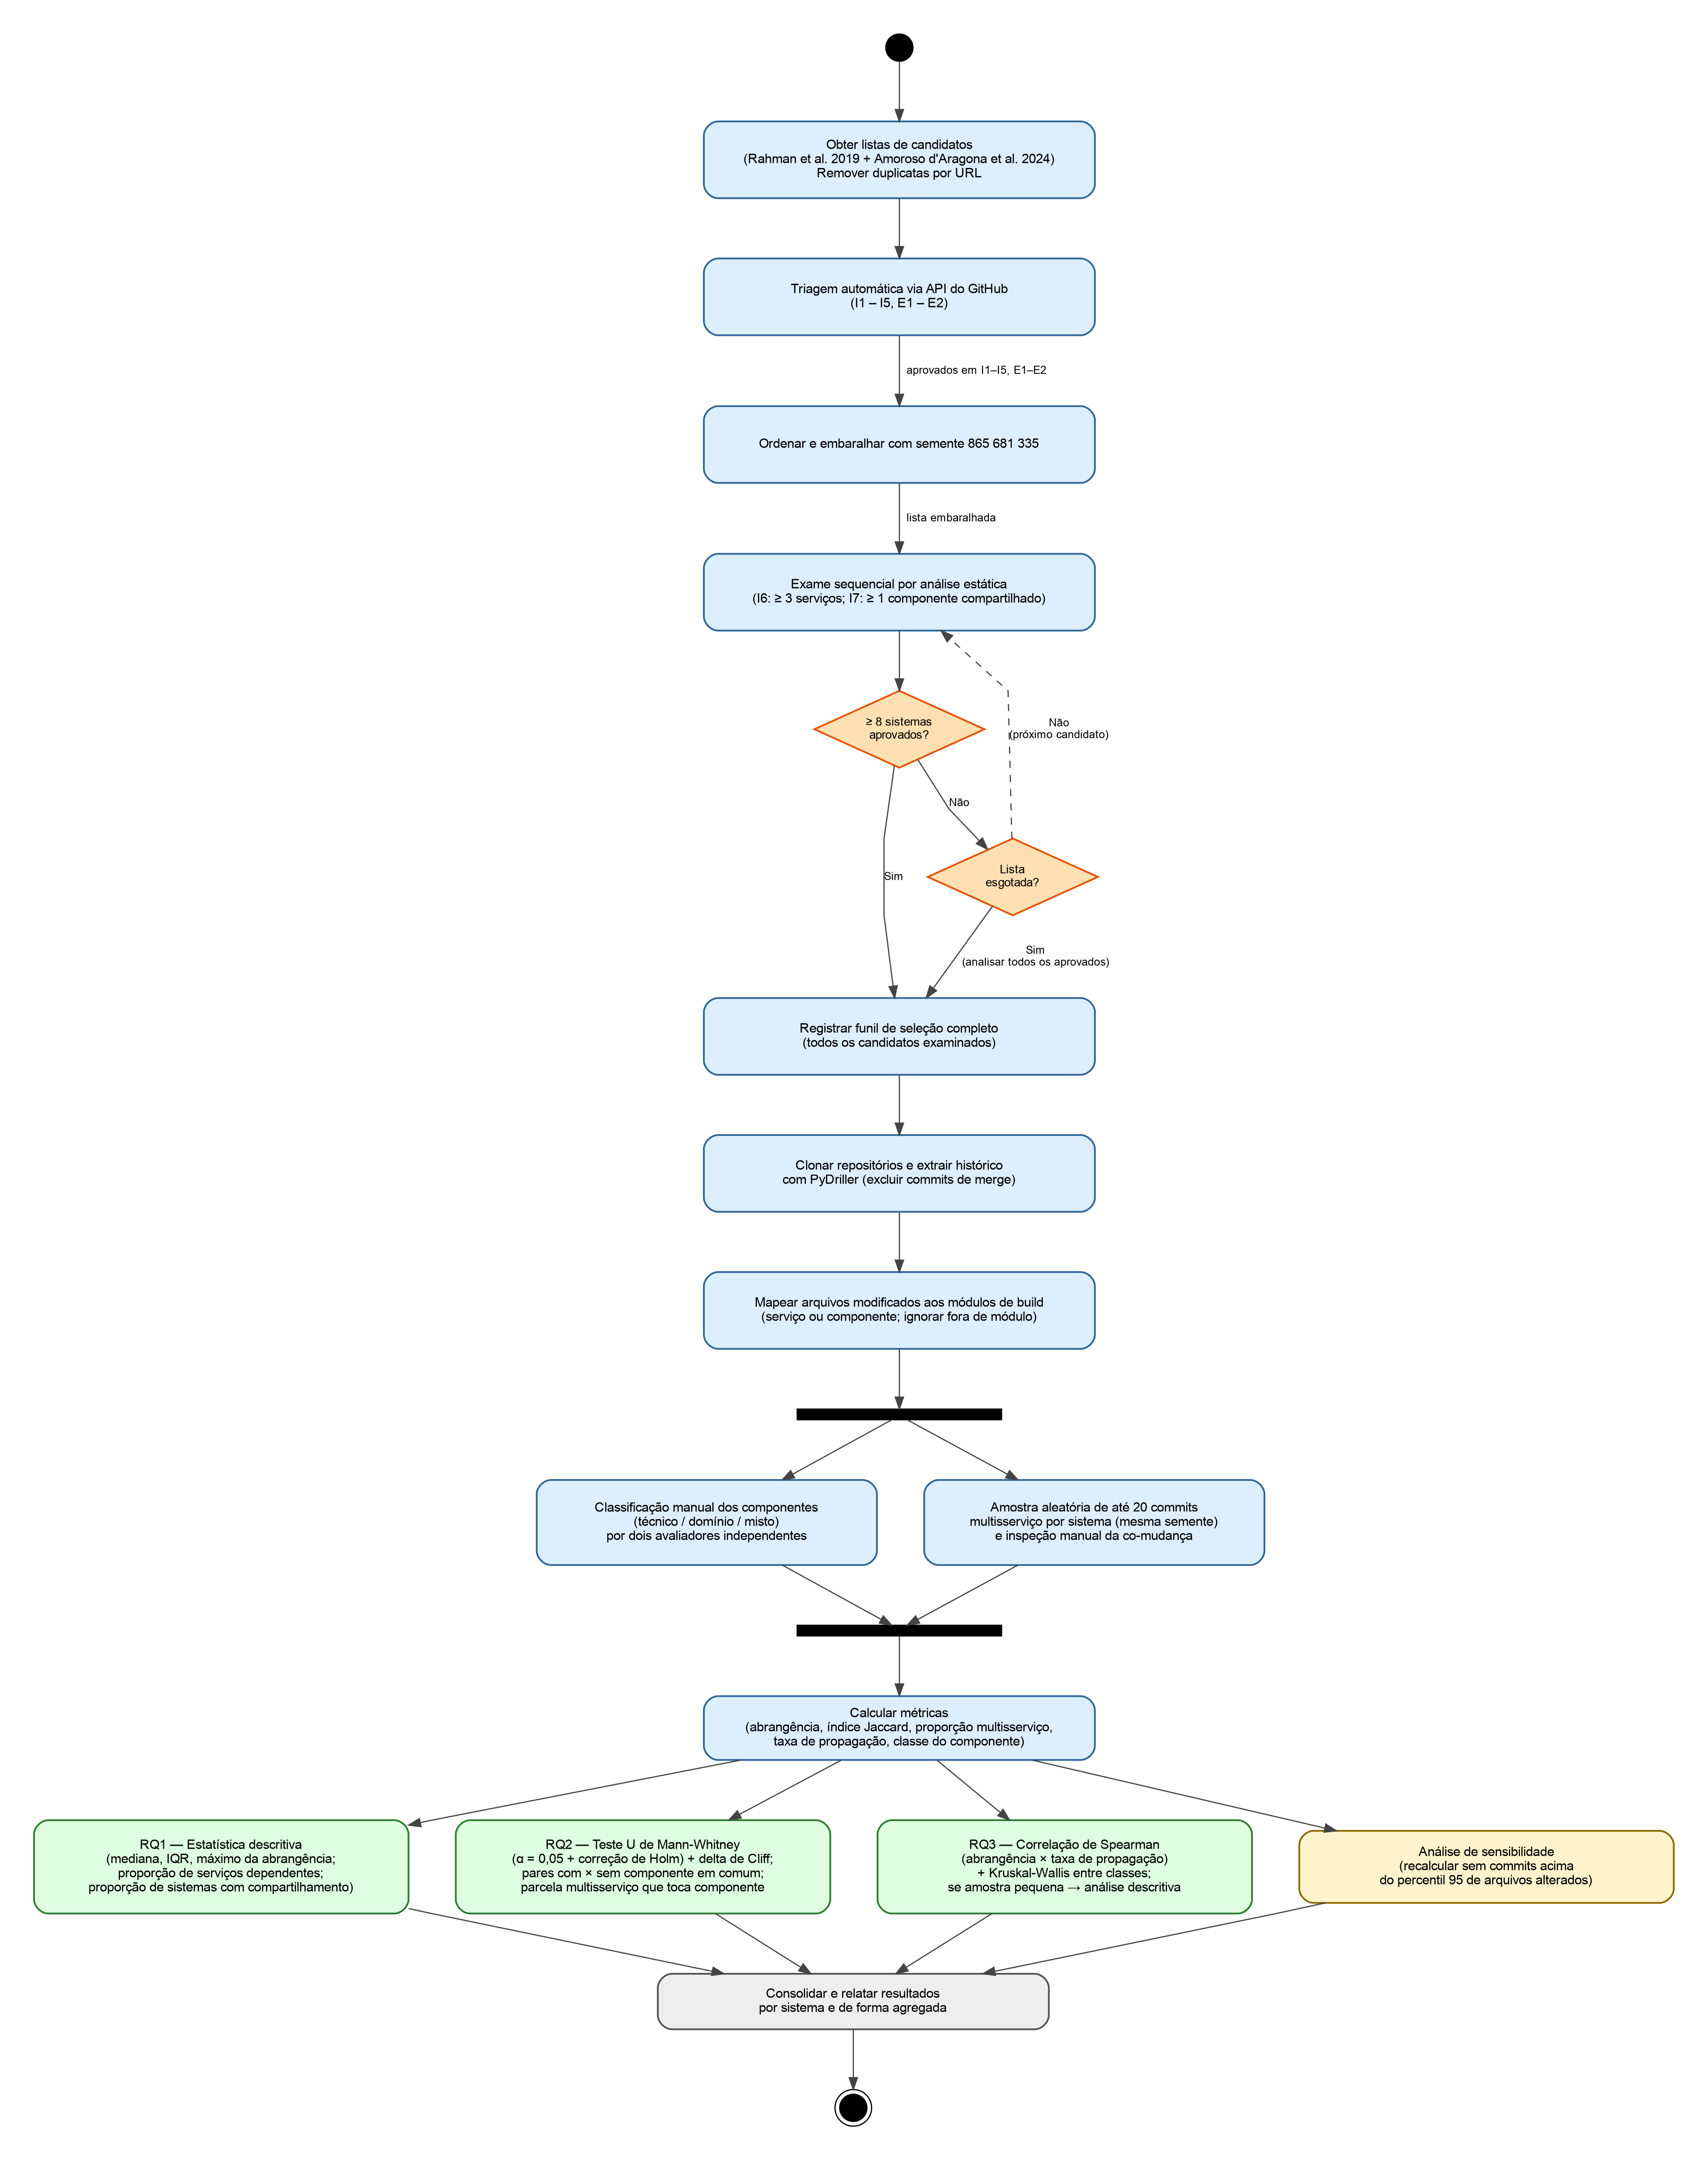 Obter listas de candidatos
(Rahman et al. 2019 + Amoroso d'Aragona et al. 2024)
Remover duplicatas por URL
Triagem automática via API do GitHub
(I1 – I5, E1 – E2)
aprovados em I1–I5, E1–E2
Ordenar e embaralhar com semente 865 681 335
lista embaralhada
Exame sequencial por análise estática
(I6: ≥ 3 serviços; I7: ≥ 1 componente compartilhado)
≥ 8 sistemas
aprovados?
Não
(próximo candidato)
Não
Sim
Lista
esgotada?
Sim
(analisar todos os aprovados)
Registrar funil de seleção completo
(todos os candidatos examinados)
Clonar repositórios e extrair histórico
com PyDriller (excluir commits de merge)
Mapear arquivos modificados aos módulos de build
(serviço ou componente; ignorar fora de módulo)
Classificação manual dos componentes
(técnico / domínio / misto)
por dois avaliadores independentes
Amostra aleatória de até 20 commits
multisserviço por sistema (mesma semente)
e inspeção manual da co-mudança
Calcular métricas
(abrangência, índice Jaccard, proporção multisserviço,
taxa de propagação, classe do componente)
RQ1 — Estatística descritiva
(mediana, IQR, máximo da abrangência;
proporção de serviços dependentes;
proporção de sistemas com compartilhamento)
RQ2 — Teste U de Mann-Whitney
(α = 0,05 + correção de Holm) + delta de Cliff;
pares com × sem componente em comum;
parcela multisserviço que toca componente
RQ3 — Correlação de Spearman
(abrangência × taxa de propagação)
+ Kruskal-Wallis entre classes;
se amostra pequena → análise descritiva
Análise de sensibilidade
(recalcular sem commits acima
do percentil 95 de arquivos alterados)
Consolidar e relatar resultados
por sistema e de forma agregada